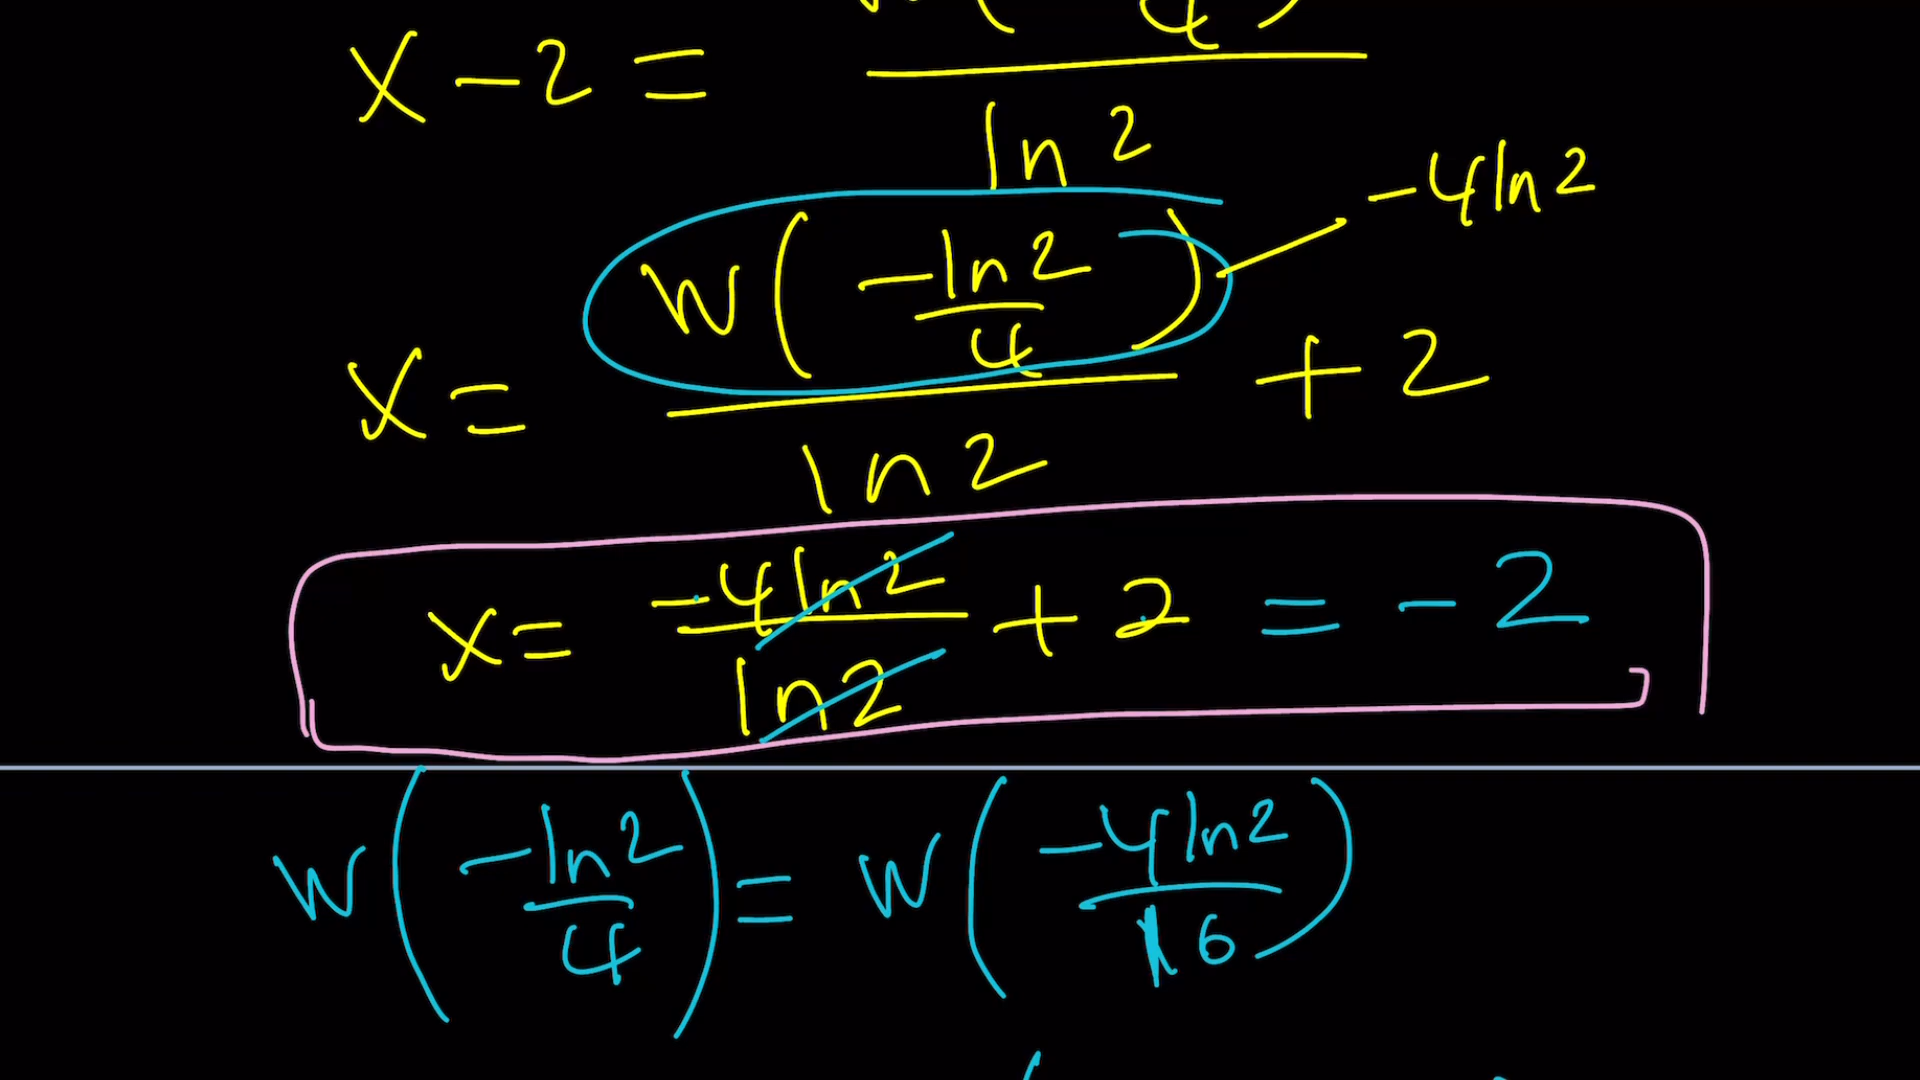 x - 2 =
ln 2
-4ln2
x = W(-ln2/4)/ln2 + 2
x = -4ln2/ln2 + 2 = -2
W(-ln2/4) = W(-4ln2/16)